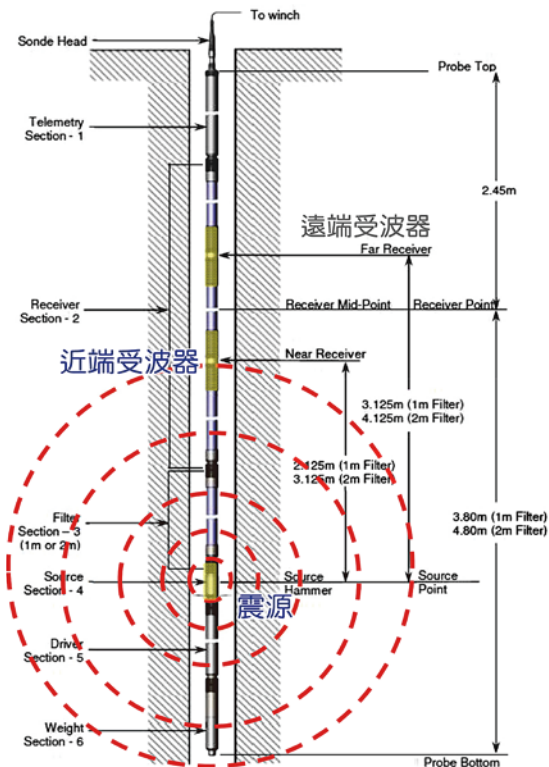 To winch
Sonde Head
Probe Top
Telemetry
Section - 1
2.45m
遠端受波器
Far Receiver
Receiver
Section - 2
Receiver Mid-Point
Receiver Point
近端受波器
Near Receiver
3.125m (1m Filter)
4.125m (2m Filter)
2.125m (1m Filter)
3.125m (2m Filter)
Filter
Section - 3
(1m or 2m)
3.80m (1m Filter)
4.80m (2m Filter)
Source
Section - 4
Source
Hammer
Source
Point
震源
Driver
Section - 5
Weight
Section - 6
Probe Bottom